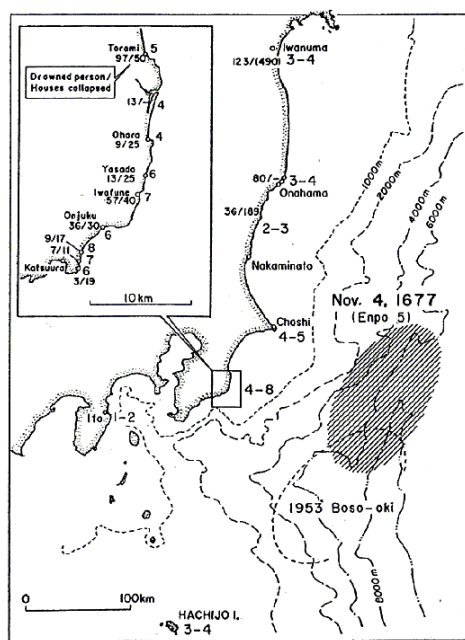 Torami
97/50
5
Drowned person/
Houses collapsed
13/-
4
Ohara
9/25
4
Yasada
13/25
6
Iwafune
57/40
7
Onjuku
36/30
6
9/17
8
7/11
7
Katsuura
6
3/19
10km
Iwanuma
123/(490)
3-4
80/-
3-4
Onahama
36/189
2-3
Nakaminato
Choshi
4-5
1000m
2000m
4000m
6000m
Nov. 4, 1677
(Enpo 5)
4-8
Ito
1-2
1953 Boso-oki
8000m
0
100km
HACHIJO I.
3-4